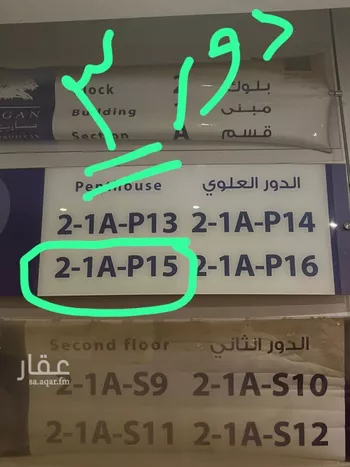 دور ٣
Block 2 بلوك
Building مبنى
Section A قسم
Penthouse الدور العلوي
2-1A-P13 2-1A-P14
2-1A-P15 2-1A-P16
عقار
sa.aqar.fm
Second floor الدور الثاني
2-1A-S9 2-1A-S10
2-1A-S11 2-1A-S12